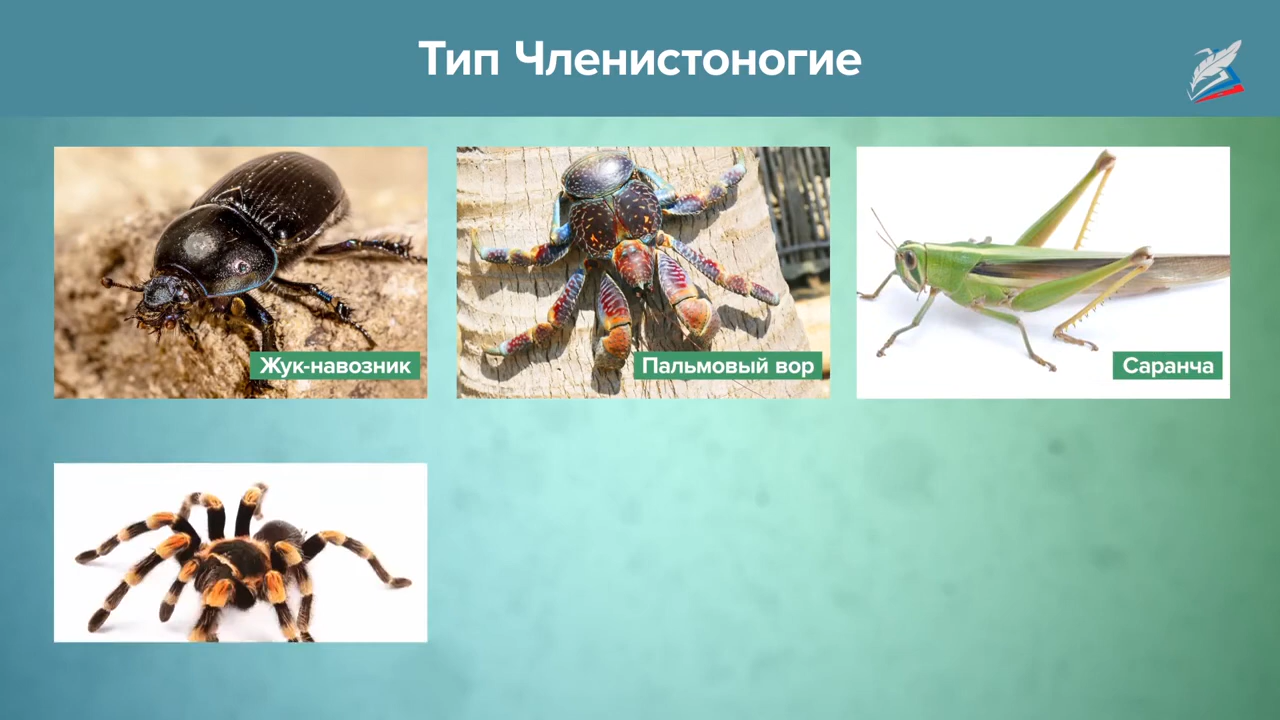 Тип Членистоногие
Жук-навозник
Пальмовый вор
Саранча